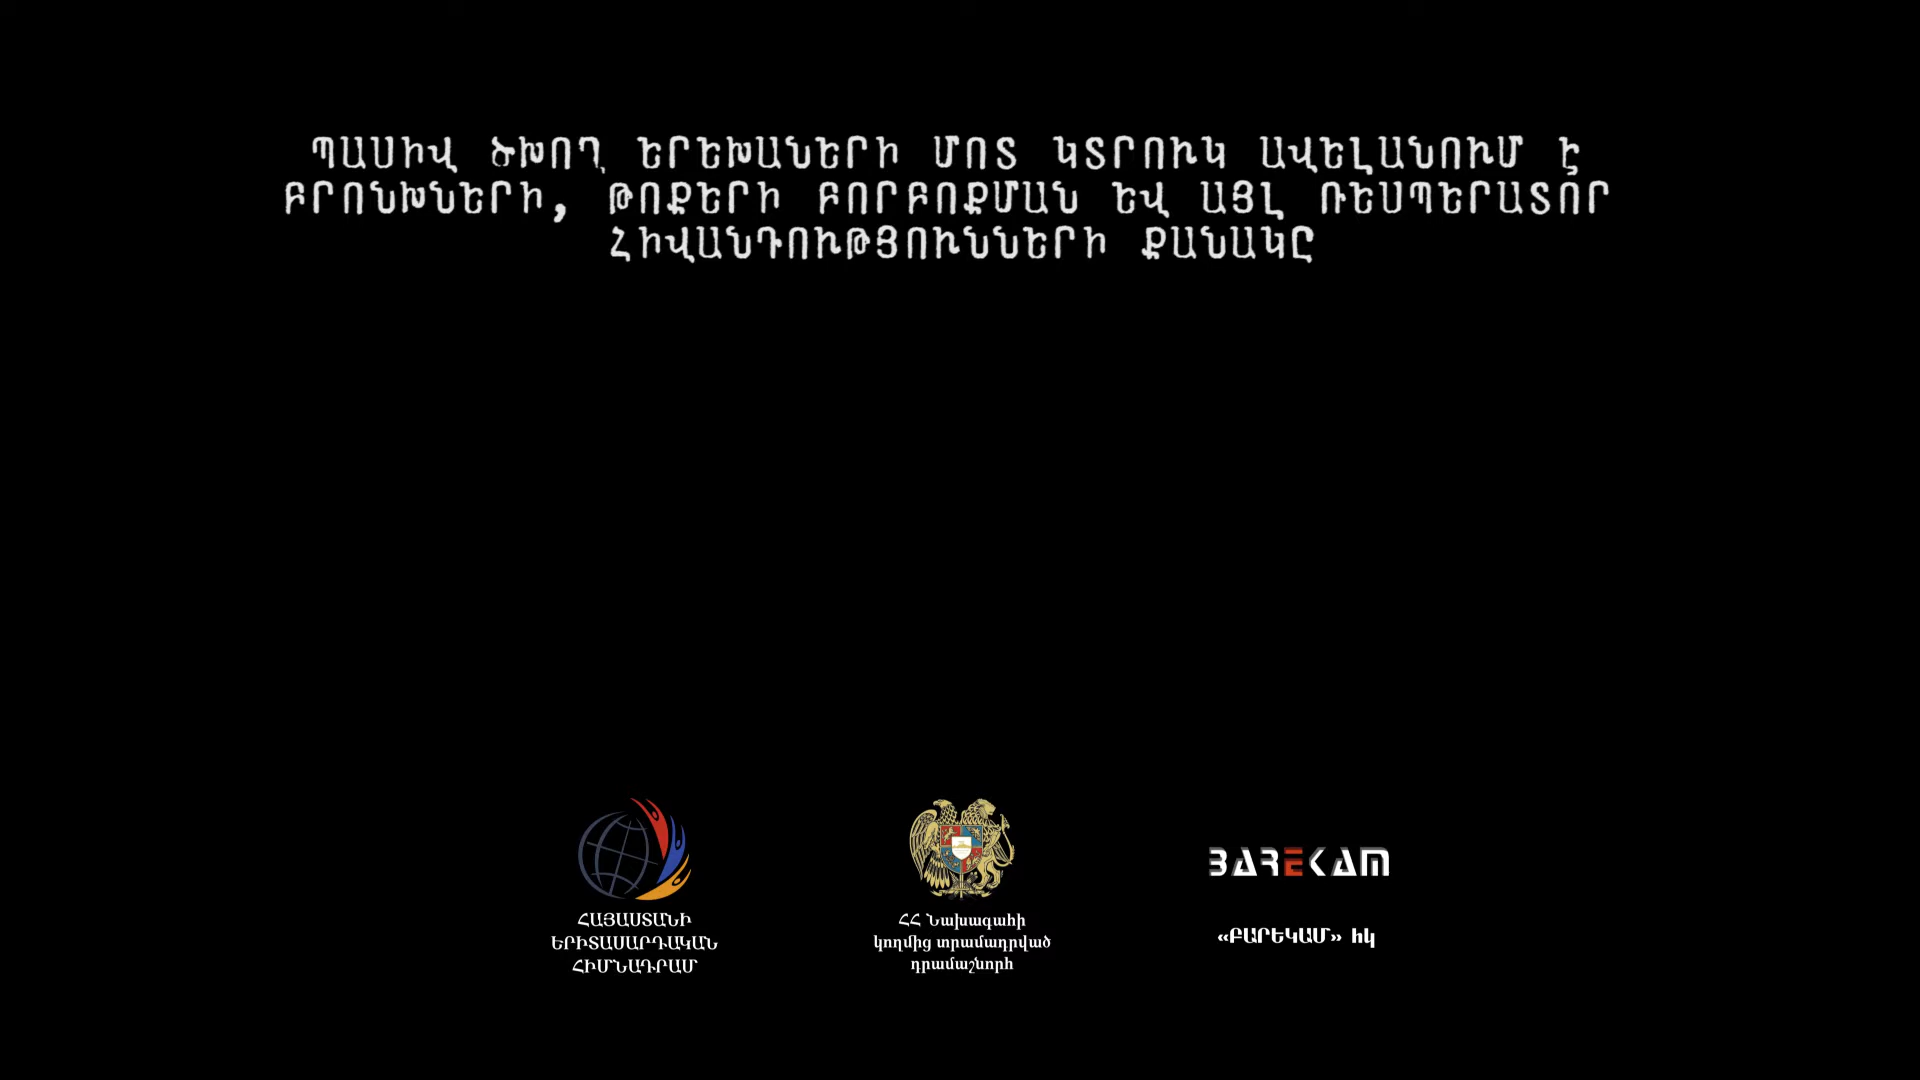 ՊԱՍԻՎ ԾԽՈՂ ԵՐԵԽԱՆԵՐԻ ՄՈՏ ԿՏՐՈՒԿ ԱՎԵԼԱՆՈՒՄ Է
ԲՐՈՆԽՆԵՐԻ, ԹՈՔԵՐԻ ԲՈՐԲՈՔՄԱՆ ԵՎ ԱՅԼ ՌԵՍՊԵՐԱՏՈՐ
ՀԻՎԱՆԴՈՒԹՅՈՒՆՆԵՐԻ ՔԱՆԱԿԸ
ՀԱՅԱՍՏԱՆԻ
ԵՐԻՏԱՍԱՐԴԱԿԱՆ
ՀԻՄՆԱԴՐԱՄ
ՀՀ Նախագահի
կողմից տրամադրված
դրամաշնորհ
BAREKAM
«ԲԱՐԵԿԱՄ» հկ